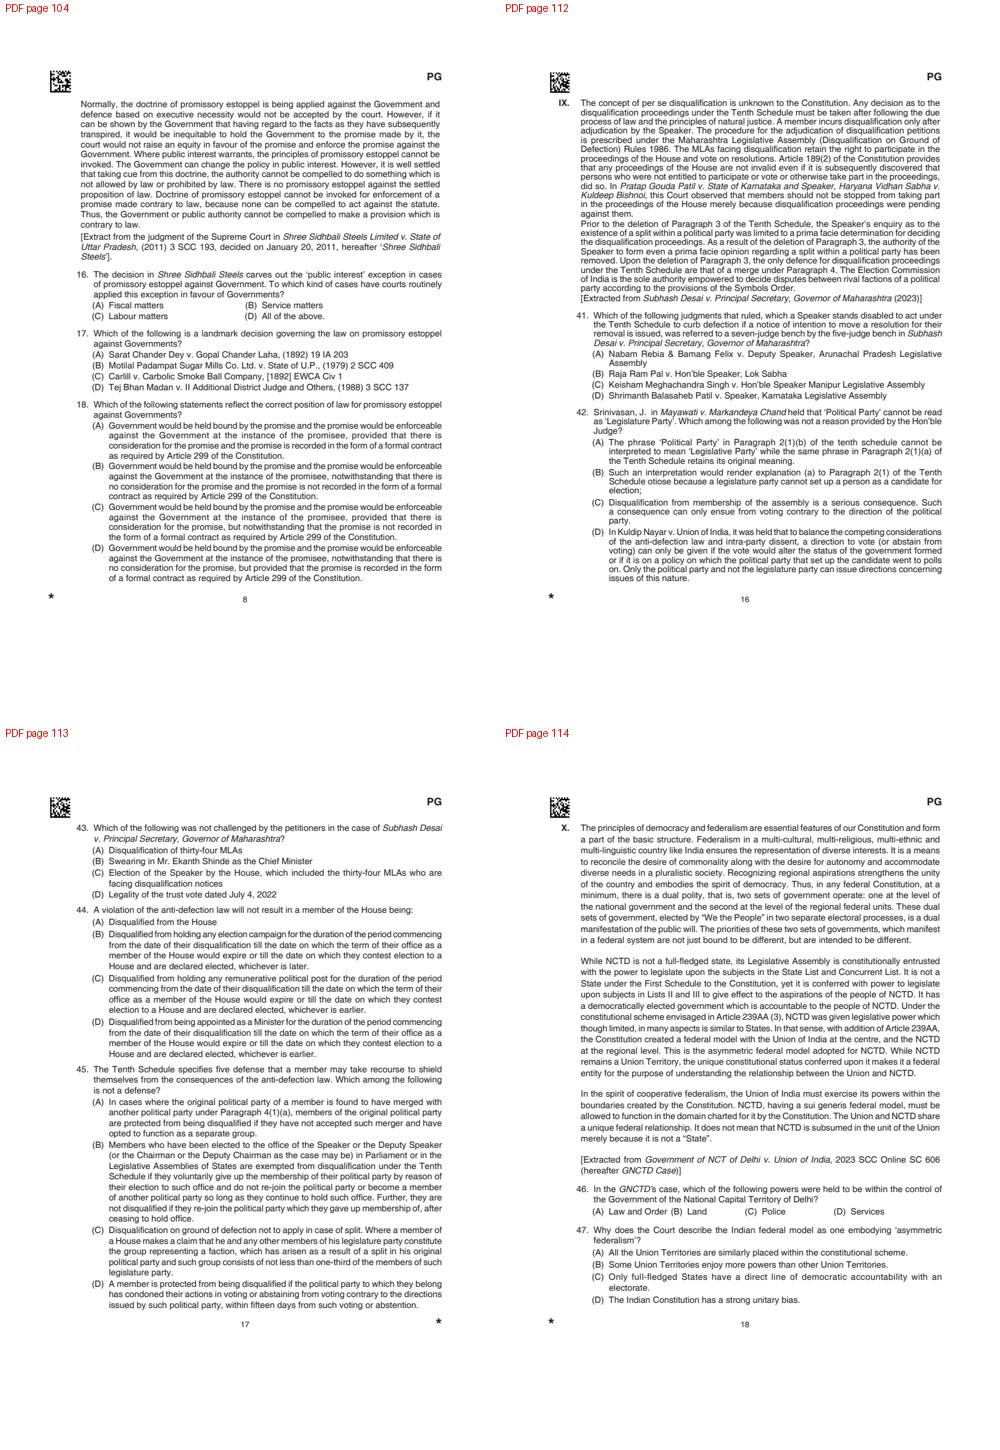 PDF page 104
PG
Normally, the doctrine of promissory estoppel is being applied against the Government and
defence based on executive necessity would not be accepted by the court. However, if it
can be shown by the Government that having regard to the facts as they have subsequently
transpired, it would be inequitable to hold the Government to the promise made by it, the
court would not raise an equity in favour of the promise and enforce the promise against the
Government. Where public interest warrants, the principles of promissory estoppel cannot be
invoked. The Government can change the policy in public interest. However, it is well settled
that taking cue from this doctrine, the authority cannot be compelled to do something which is
not allowed by law or prohibited by law. There is no promissory estoppel against the settled
proposition of law. Doctrine of promissory estoppel cannot be invoked for enforcement of a
promise made contrary to law, because none can be compelled to act against the statute.
Thus, the Government or public authority cannot be compelled to make a provision which is
contrary to law.
[Extract from the judgment of the Supreme Court in Shree Sidhbali Steels Limited v. State of
Uttar Pradesh, (2011) 3 SCC 193, decided on January 20, 2011, hereafter 'Shree Sidhbali
Steels'].
16. The decision in Shree Sidhbali Steels carves out the 'public interest' exception in cases
of promissory estoppel against Government. To which kind of cases have courts routinely
applied this exception in favour of Governments?
(A) Fiscal matters (B) Service matters
(C) Labour matters (D) All of the above.
17. Which of the following is a landmark decision governing the law on promissory estoppel
against Governments?
(A) Sarat Chander Dey v. Gopal Chander Laha, (1892) 19 IA 203
(B) Motilal Padampat Sugar Mills Co. Ltd. v. State of U.P., (1979) 2 SCC 409
(C) Carlill v. Carbolic Smoke Ball Company, [1892] EWCA Civ 1
(D) Tej Bhan Madan v. II Additional District Judge and Others, (1988) 3 SCC 137
18. Which of the following statements reflect the correct position of law for promissory estoppel
against Governments?
(A) Government would be held bound by the promise and the promise would be enforceable
against the Government at the instance of the promisee, provided that there is
consideration for the promise and the promise is recorded in the form of a formal contract
as required by Article 299 of the Constitution.
(B) Government would be held bound by the promise and the promise would be enforceable
against the Government at the instance of the promisee, notwithstanding that there is
no consideration for the promise and the promise is not recorded in the form of a formal
contract as required by Article 299 of the Constitution.
(C) Government would be held bound by the promise and the promise would be enforceable
against the Government at the instance of the promisee, provided that there is
consideration for the promise, but notwithstanding that the promise is not recorded in
the form of a formal contract as required by Article 299 of the Constitution.
(D) Government would be held bound by the promise and the promise would be enforceable
against the Government at the instance of the promisee, notwithstanding that there is
no consideration for the promise, but provided that the promise is recorded in the form
of a formal contract as required by Article 299 of the Constitution.
* 8
PDF page 112
PG
IX. The concept of per se disqualification is unknown to the Constitution. Any decision as to the
disqualification proceedings under the Tenth Schedule must be taken after following the due
process of law and the principles of natural justice. A member incurs disqualification only after
adjudication by the Speaker. The procedure for the adjudication of disqualification petitions
is prescribed under the Maharashtra Legislative Assembly (Disqualification on Ground of
Defection) Rules 1986. The MLAs facing disqualification retain the right to participate in the
proceedings of the House and vote on resolutions. Article 189(2) of the Constitution provides
that any proceedings of the House are not invalid even if it is subsequently discovered that
persons who were not entitled to participate or vote or otherwise take part in the proceedings,
did so. In Pratap Gouda Patil v. State of Karnataka and Speaker, Haryana Vidhan Sabha v.
Kuldeep Bishnoi, this Court observed that members should not be stopped from taking part
in the proceedings of the House merely because disqualification proceedings were pending
against them.
Prior to the deletion of Paragraph 3 of the Tenth Schedule, the Speaker's enquiry as to the
existence of a split within a political party was limited to a prima facie determination for deciding
the disqualification proceedings. As a result of the deletion of Paragraph 3, the authority of the
Speaker to form even a prima facie opinion regarding a split within a political party has been
removed. Upon the deletion of Paragraph 3, the only defence for disqualification proceedings
under the Tenth Schedule are that of a merge under Paragraph 4. The Election Commission
of India is the sole authority empowered to decide disputes between rival factions of a political
party according to the provisions of the Symbols Order.
[Extracted from Subhash Desai v. Principal Secretary, Governor of Maharashtra (2023)]
41. Which of the following judgments that ruled, which a Speaker stands disabled to act under
the Tenth Schedule to curb defection if a notice of intention to move a resolution for their
removal is issued, was referred to a seven-judge bench by the five-judge bench in Subhash
Desai v. Principal Secretary, Governor of Maharashtra?
(A) Nabam Rebia & Bamang Felix v. Deputy Speaker, Arunachal Pradesh Legislative
Assembly
(B) Raja Ram Pal v. Hon'ble Speaker, Lok Sabha
(C) Keisham Meghachandra Singh v. Hon'ble Speaker Manipur Legislative Assembly
(D) Shrimanth Balasaheb Patil v. Speaker, Karnataka Legislative Assembly
42. Srinivasan, J. in Mayawati v. Markandeya Chand held that 'Political Party' cannot be read
as 'Legislature Party'. Which among the following was not a reason provided by the Hon'ble
Judge?
(A) The phrase 'Political Party' in Paragraph 2(1)(b) of the tenth schedule cannot be
interpreted to mean 'Legislative Party' while the same phrase in Paragraph 2(1)(a) of
the Tenth Schedule retains its original meaning.
(B) Such an interpretation would render explanation (a) to Paragraph 2(1) of the Tenth
Schedule otiose because a legislature party cannot set up a person as a candidate for
election;
(C) Disqualification from membership of the assembly is a serious consequence. Such
a consequence can only ensue from voting contrary to the direction of the political
party.
(D) In Kuldip Nayar v. Union of India, it was held that to balance the competing considerations
of the anti-defection law and intra-party dissent, a direction to vote (or abstain from
voting) can only be given if the vote would alter the status of the government formed
or if it is on a policy on which the political party that set up the candidate went to polls
on. Only the political party and not the legislature party can issue directions concerning
issues of this nature.
* 16
PDF page 113
PG
43. Which of the following was not challenged by the petitioners in the case of Subhash Desai
v. Principal Secretary, Governor of Maharashtra?
(A) Disqualification of thirty-four MLAs
(B) Swearing in Mr. Ekanth Shinde as the Chief Minister
(C) Election of the Speaker by the House, which included the thirty-four MLAs who are
facing disqualification notices
(D) Legality of the trust vote dated July 4, 2022
44. A violation of the anti-defection law will not result in a member of the House being:
(A) Disqualified from the House
(B) Disqualified from holding any election campaign for the duration of the period commencing
from the date of their disqualification till the date on which the term of their office as a
member of the House would expire or till the date on which they contest election to a
House and are declared elected, whichever is later.
(C) Disqualified from holding any remunerative political post for the duration of the period
commencing from the date of their disqualification till the date on which the term of their
office as a member of the House would expire or till the date on which they contest
election to a House and are declared elected, whichever is earlier.
(D) Disqualified from being appointed as a Minister for the duration of the period commencing
from the date of their disqualification till the date on which the term of their office as a
member of the House would expire or till the date on which they contest election to a
House and are declared elected, whichever is earlier.
45. The Tenth Schedule specifies five defense that a member may take recourse to shield
themselves from the consequences of the anti-defection law. Which among the following
is not a defense?
(A) In cases where the original political party of a member is found to have merged with
another political party under Paragraph 4(1)(a), members of the original political party
are protected from being disqualified if they have not accepted such merger and have
opted to function as a separate group.
(B) Members who have been elected to the office of the Speaker or the Deputy Speaker
(or the Chairman or the Deputy Chairman as the case may be) in Parliament or in the
Legislative Assemblies of States are exempted from disqualification under the Tenth
Schedule if they voluntarily give up the membership of their political party by reason of
their election to such office and do not re-join the political party or become a member
of another political party so long as they continue to hold such office. Further, they are
not disqualified if they re-join the political party which they gave up membership of, after
ceasing to hold office.
(C) Disqualification on ground of defection not to apply in case of split. Where a member of
a House makes a claim that he and any other members of his legislature party constitute
the group representing a faction, which has arisen as a result of a split in his original
political party and such group consists of not less than one-third of the members of such
legislature party.
(D) A member is protected from being disqualified if the political party to which they belong
has condoned their actions in voting or abstaining from voting contrary to the directions
issued by such political party, within fifteen days from such voting or abstention.
17 *
PDF page 114
PG
X. The principles of democracy and federalism are essential features of our Constitution and form
a part of the basic structure. Federalism in a multi-cultural, multi-religious, multi-ethnic and
multi-linguistic country like India ensures the representation of diverse interests. It is a means
to reconcile the desire of commonality along with the desire for autonomy and accommodate
diverse needs in a pluralistic society. Recognizing regional aspirations strengthens the unity
of the country and embodies the spirit of democracy. Thus, in any federal Constitution, at a
minimum, there is a dual polity, that is, two sets of government operate: one at the level of
the national government and the second at the level of the regional federal units. These dual
sets of government, elected by "We the People" in two separate electoral processes, is a dual
manifestation of the public will. The priorities of these two sets of governments, which manifest
in a federal system are not just bound to be different, but are intended to be different.
While NCTD is not a full-fledged state, its Legislative Assembly is constitutionally entrusted
with the power to legislate upon the subjects in the State List and Concurrent List. It is not a
State under the First Schedule to the Constitution, yet it is conferred with power to legislate
upon subjects in Lists II and III to give effect to the aspirations of the people of NCTD. It has
a democratically elected government which is accountable to the people of NCTD. Under the
constitutional scheme envisaged in Article 239AA (3), NCTD was given legislative power which
though limited, in many aspects is similar to States. In that sense, with addition of Article 239AA,
the Constitution created a federal model with the Union of India at the centre, and the NCTD
at the regional level. This is the asymmetric federal model adopted for NCTD. While NCTD
remains a Union Territory, the unique constitutional status conferred upon it makes it a federal
entity for the purpose of understanding the relationship between the Union and NCTD.
In the spirit of cooperative federalism, the Union of India must exercise its powers within the
boundaries created by the Constitution. NCTD, having a sui generis federal model, must be
allowed to function in the domain charted for it by the Constitution. The Union and NCTD share
a unique federal relationship. It does not mean that NCTD is subsumed in the unit of the Union
merely because it is not a "State".
[Extracted from Government of NCT of Delhi v. Union of India, 2023 SCC Online SC 606
(hereafter GNCTD Case)]
46. In the GNCTD's case, which of the following powers were held to be within the control of
the Government of the National Capital Territory of Delhi?
(A) Law and Order (B) Land (C) Police (D) Services
47. Why does the Court describe the Indian federal model as one embodying 'asymmetric
federalism'?
(A) All the Union Territories are similarly placed within the constitutional scheme.
(B) Some Union Territories enjoy more powers than other Union Territories.
(C) Only full-fledged States have a direct line of democratic accountability with an
electorate.
(D) The Indian Constitution has a strong unitary bias.
* 18